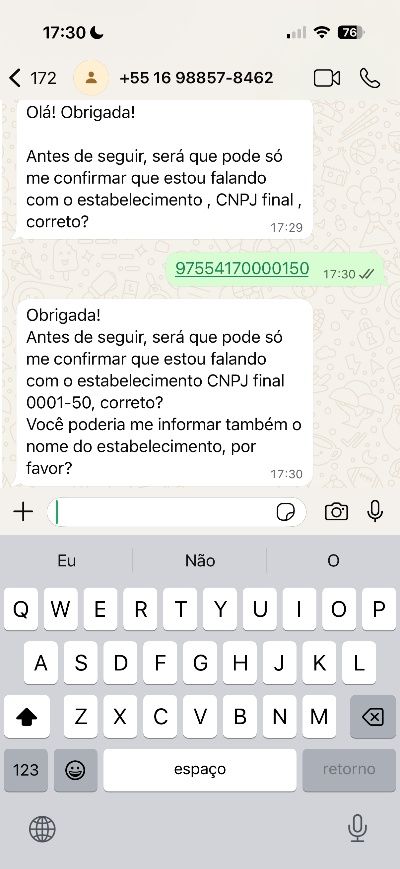 17:30
76
172
+55 16 98857-8462
Olá! Obrigada!
Antes de seguir, será que pode só
me confirmar que estou falando
com o estabelecimento , CNPJ final ,
correto?
17:29
97554170000150
17:30
Obrigada!
Antes de seguir, será que pode só
me confirmar que estou falando
com o estabelecimento CNPJ final
0001-50, correto?
Você poderia me informar também o
nome do estabelecimento, por
favor?
17:30
Eu Não O
Q W E R T Y U I O P
A S D F G H J K L
Z X C V B N M
123 espaço retorno